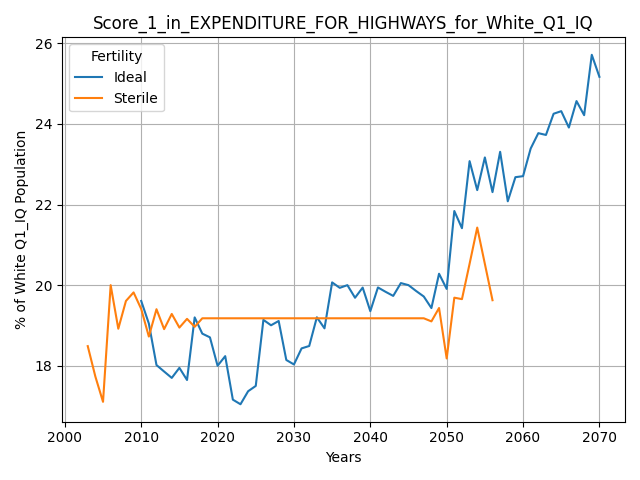 Score_1_in_EXPENDITURE_FOR_HIGHWAYS_for_White_Q1_IQ
Fertility
Ideal
Sterile
% of White Q1_IQ Population
26
24
22
20
18
2000
2010
2020
2030
2040
2050
2060
2070
Years